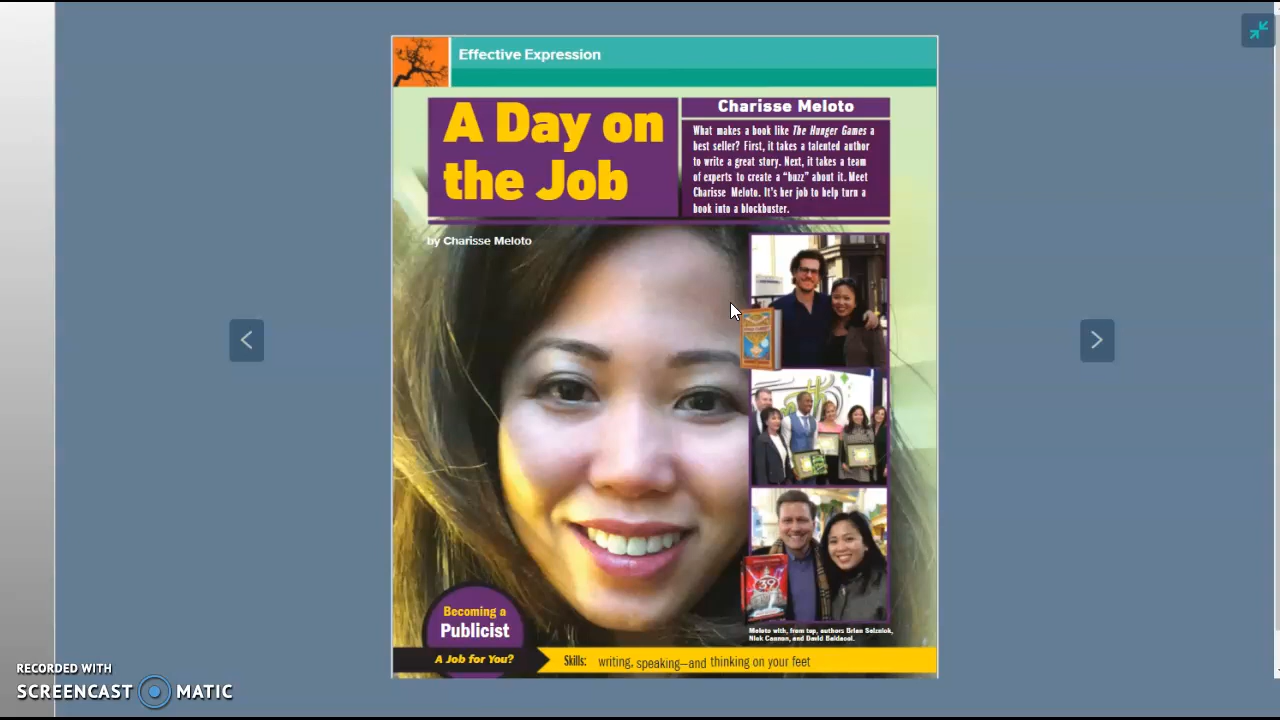 Effective Expression
A Day on
the Job
Charisse Meloto
What makes a book like The Hunger Games a
best seller? First, it takes a talented author
to write a great story. Next, it takes a team
of experts to create a "buzz" about it. Meet
Charisse Meloto. It's her job to help turn a
book into a blockbuster.
by Charisse Meloto
39
Meloto with, from top, authors Brian Selznick,
Nick Cannon, and David Baldacci.
Becoming a
Publicist
A Job for You?
Skills: writing, speaking—and thinking on your feet
RECORDED WITH
SCREENCAST MATIC